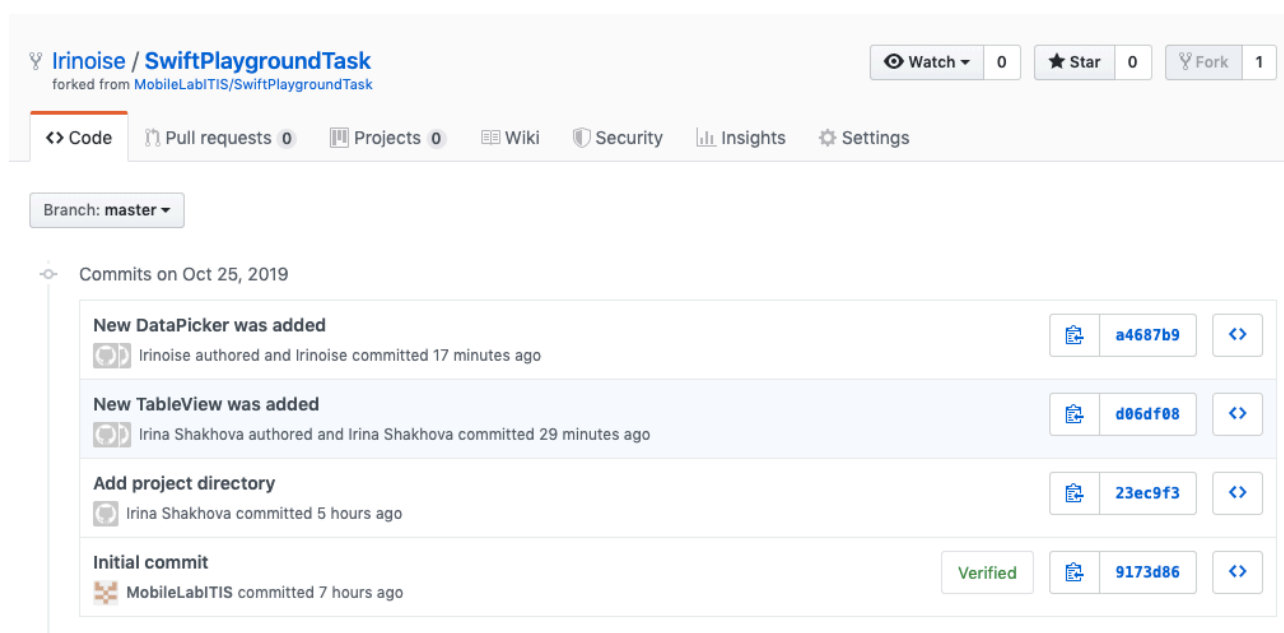 Irinoise / SwiftPlaygroundTask
forked from MobileLabITIS/SwiftPlaygroundTask
Watch 0 Star 0 Fork 1
Code Pull requests 0 Projects 0 Wiki Security Insights Settings
Branch: master
Commits on Oct 25, 2019
New DataPicker was added
Irinoise authored and Irinoise committed 17 minutes ago
a4687b9
New TableView was added
Irina Shakhova authored and Irina Shakhova committed 29 minutes ago
d06df08
Add project directory
Irina Shakhova committed 5 hours ago
23ec9f3
Initial commit
MobileLabITIS committed 7 hours ago
Verified 9173d86